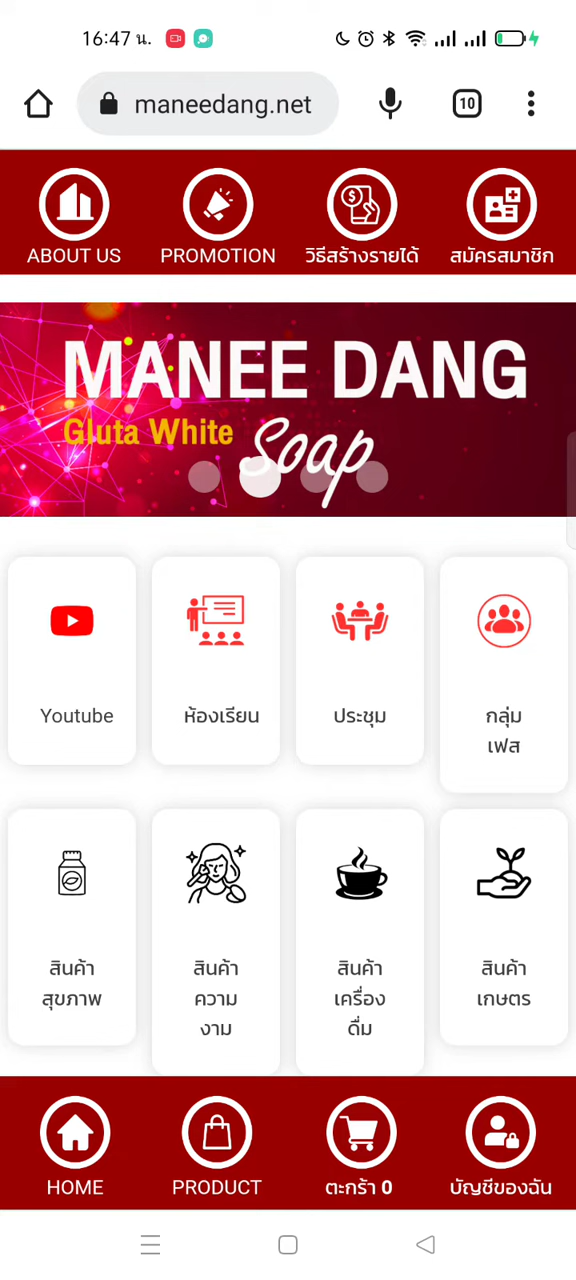 16:47 น.
maneedang.net
10
ABOUT US
PROMOTION
วิธีสร้างรายได้
สมัครสมาชิก
MANEE DANG
Gluta White
Soap
Youtube
ห้องเรียน
ประชุม
กลุ่ม
เฟส
สินค้า
สุขภาพ
สินค้า
ความ
งาม
สินค้า
เครื่อง
ดื่ม
สินค้า
เกษตร
HOME
PRODUCT
ตะกร้า 0
บัญชีของฉัน